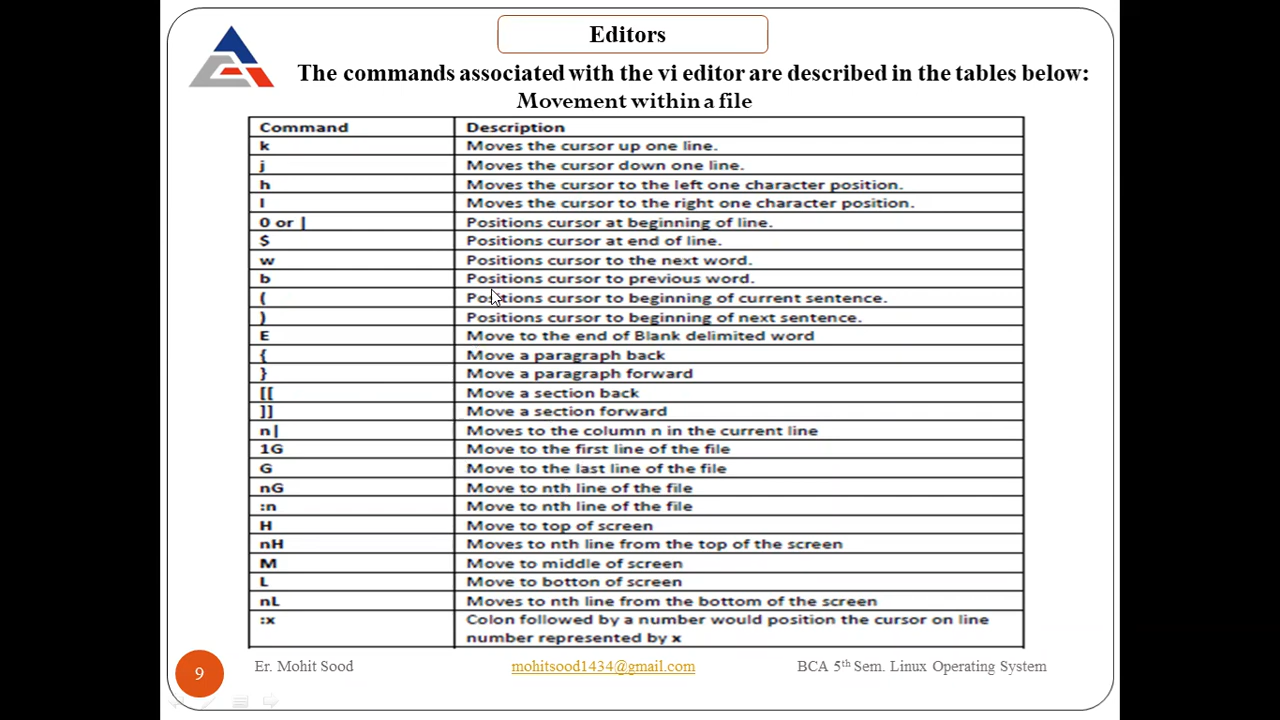 Editors
The commands associated with the vi editor are described in the tables below:
Movement within a file
Command Description
k Moves the cursor up one line.
j Moves the cursor down one line.
h Moves the cursor to the left one character position.
l Moves the cursor to the right one character position.
0 or | Positions cursor at beginning of line.
$ Positions cursor at end of line.
w Positions cursor to the next word.
b Positions cursor to previous word.
( Positions cursor to beginning of current sentence.
) Positions cursor to beginning of next sentence.
E Move to the end of Blank delimited word
{ Move a paragraph back
} Move a paragraph forward
[[ Move a section back
]] Move a section forward
n| Moves to the column n in the current line
1G Move to the first line of the file
G Move to the last line of the file
nG Move to nth line of the file
:n Move to nth line of the file
H Move to top of screen
nH Moves to nth line from the top of the screen
M Move to middle of screen
L Move to botton of screen
nL Moves to nth line from the bottom of the screen
:x Colon followed by a number would position the cursor on line
number represented by x
9 Er. Mohit Sood mohitsood1434@gmail.com BCA 5th Sem. Linux Operating System